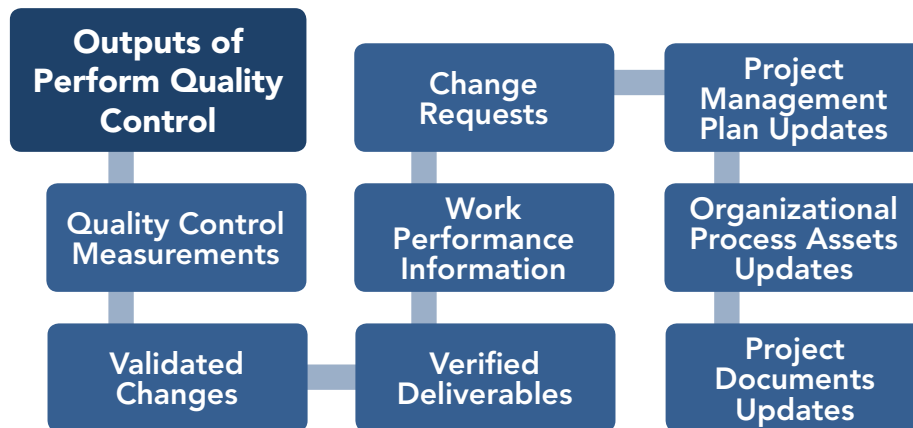 Outputs of
Perform Quality
Control
Quality Control
Measurements
Validated
Changes
Verified
Deliverables
Work
Performance
Information
Change
Requests
Project
Management
Plan Updates
Organizational
Process Assets
Updates
Project
Documents
Updates